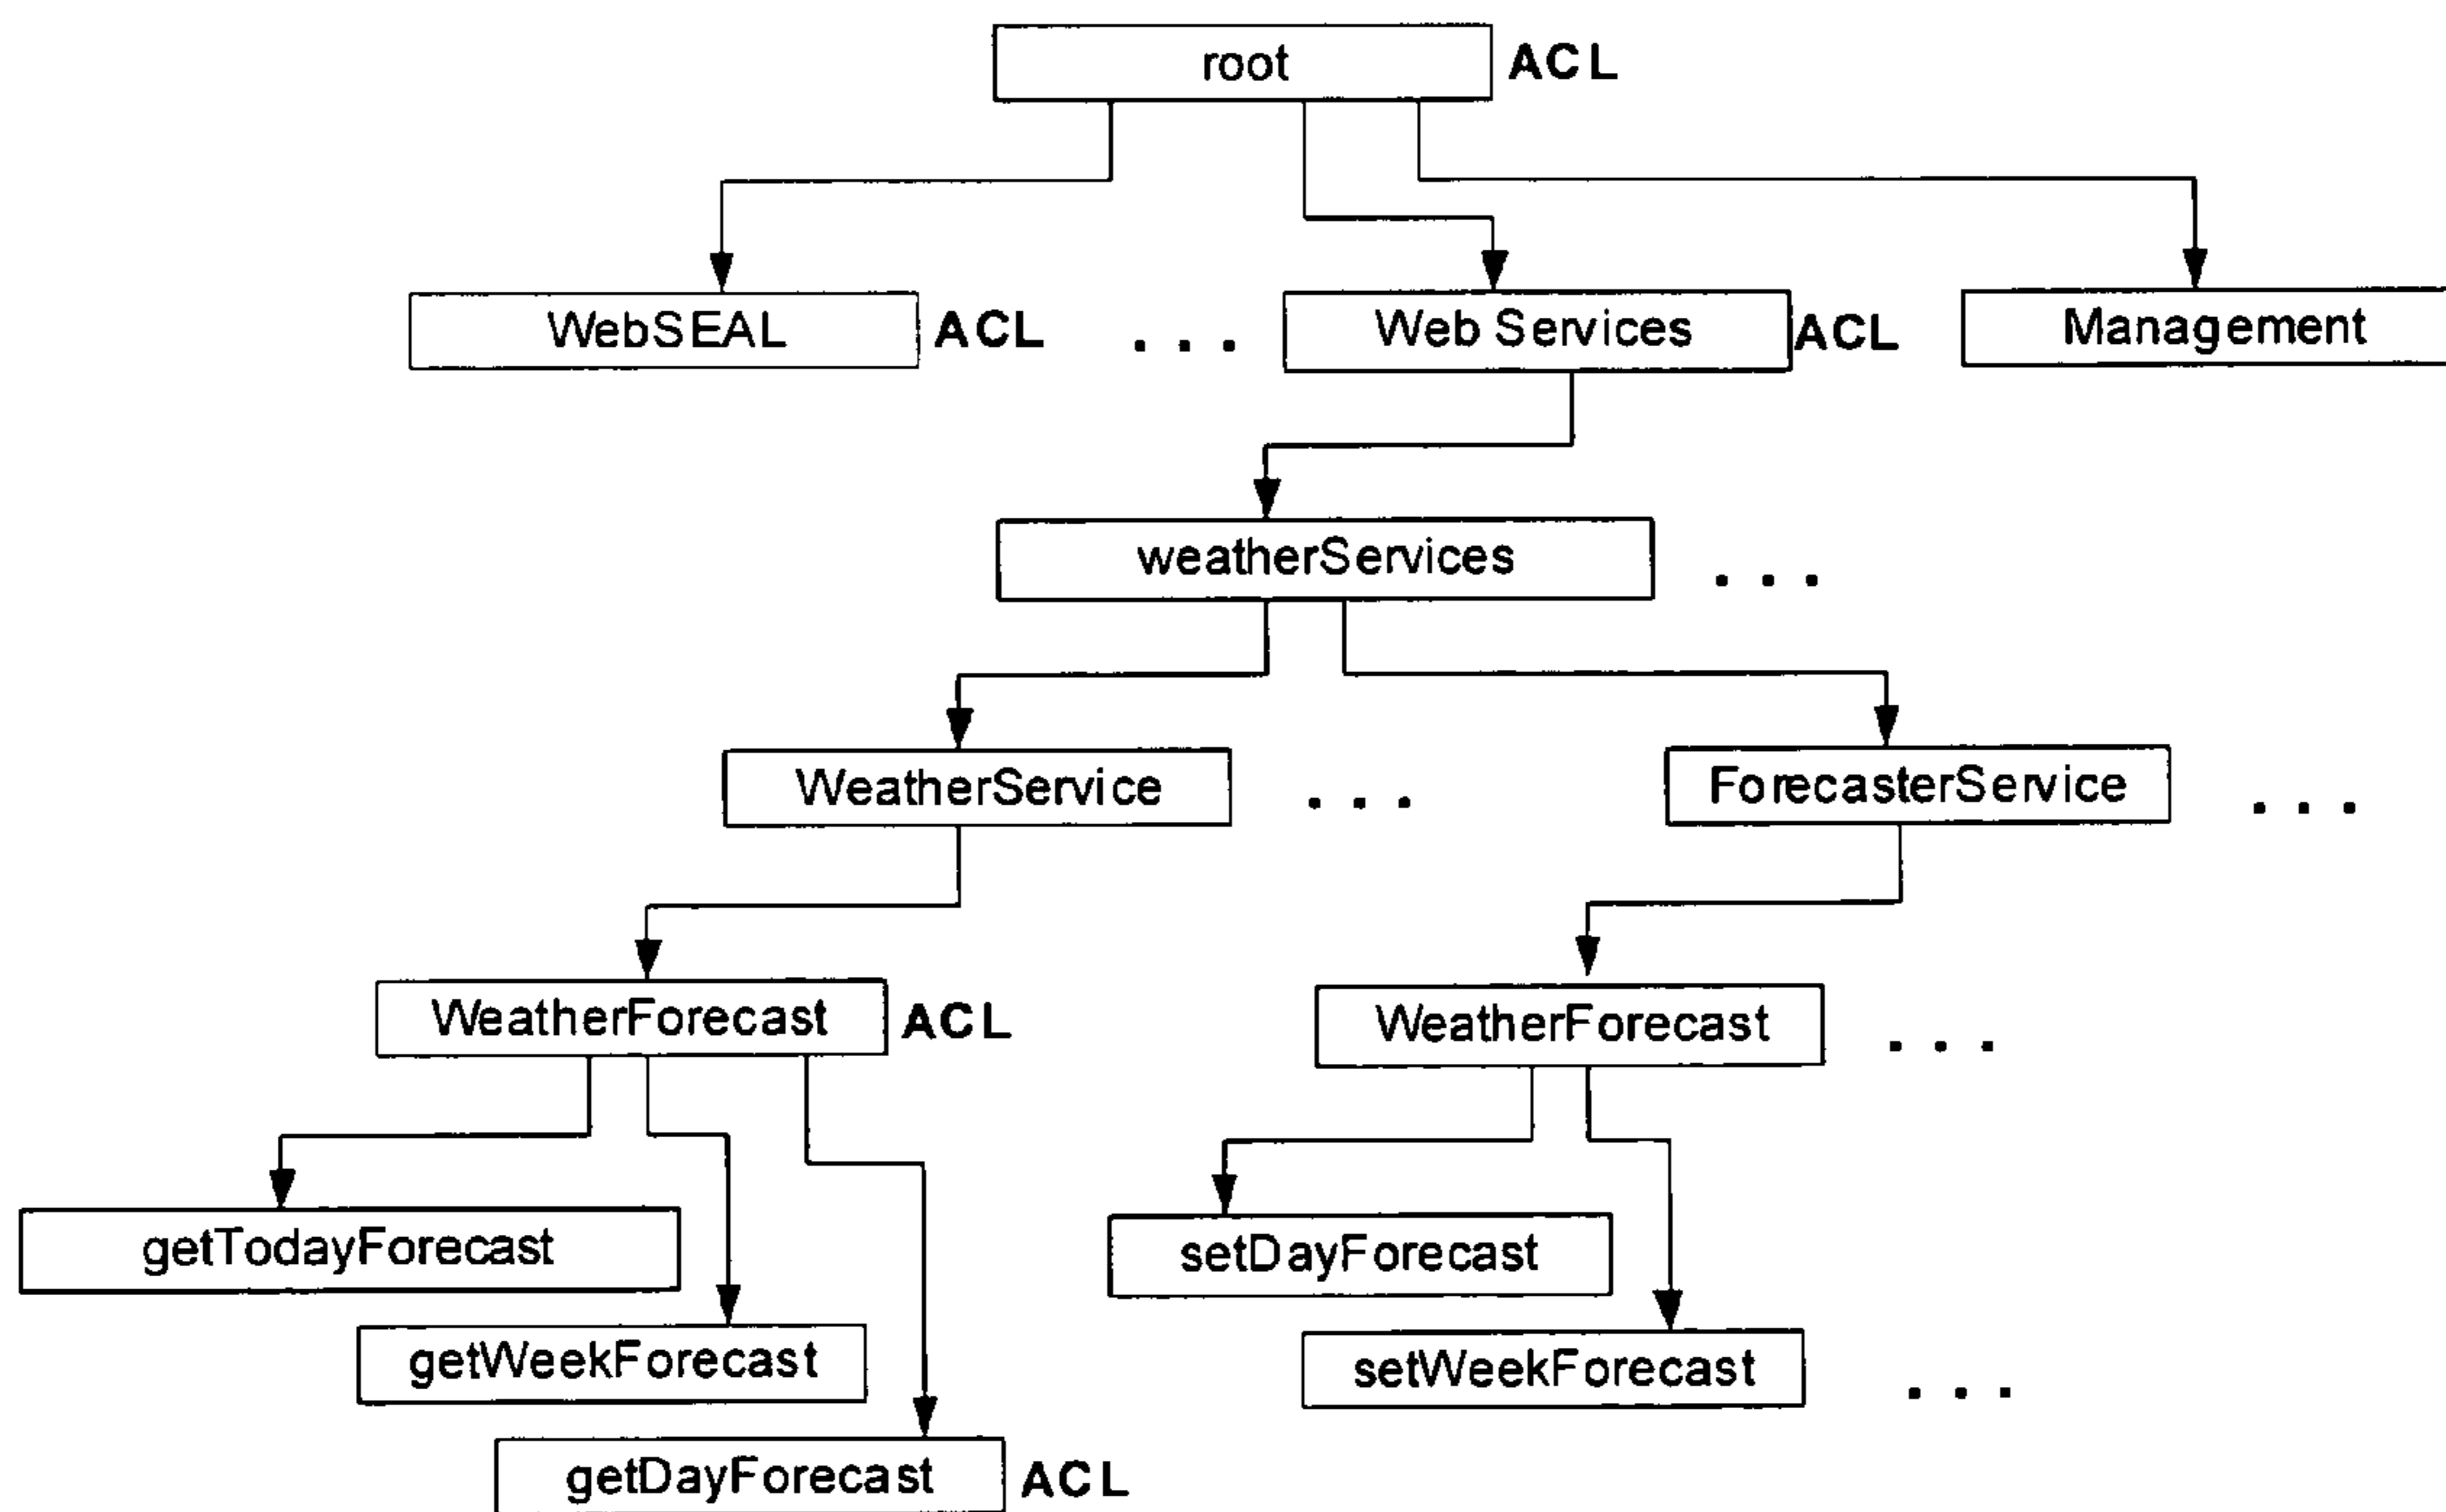 root ACL
WebSEAL ACL ... Web Services ACL Management
weatherServices ...
WeatherService ... ForecasterService ...
WeatherForecast ACL WeatherForecast ...
getTodayForecast setDayForecast
getWeekForecast setWeekForecast ...
getDayForecast ACL